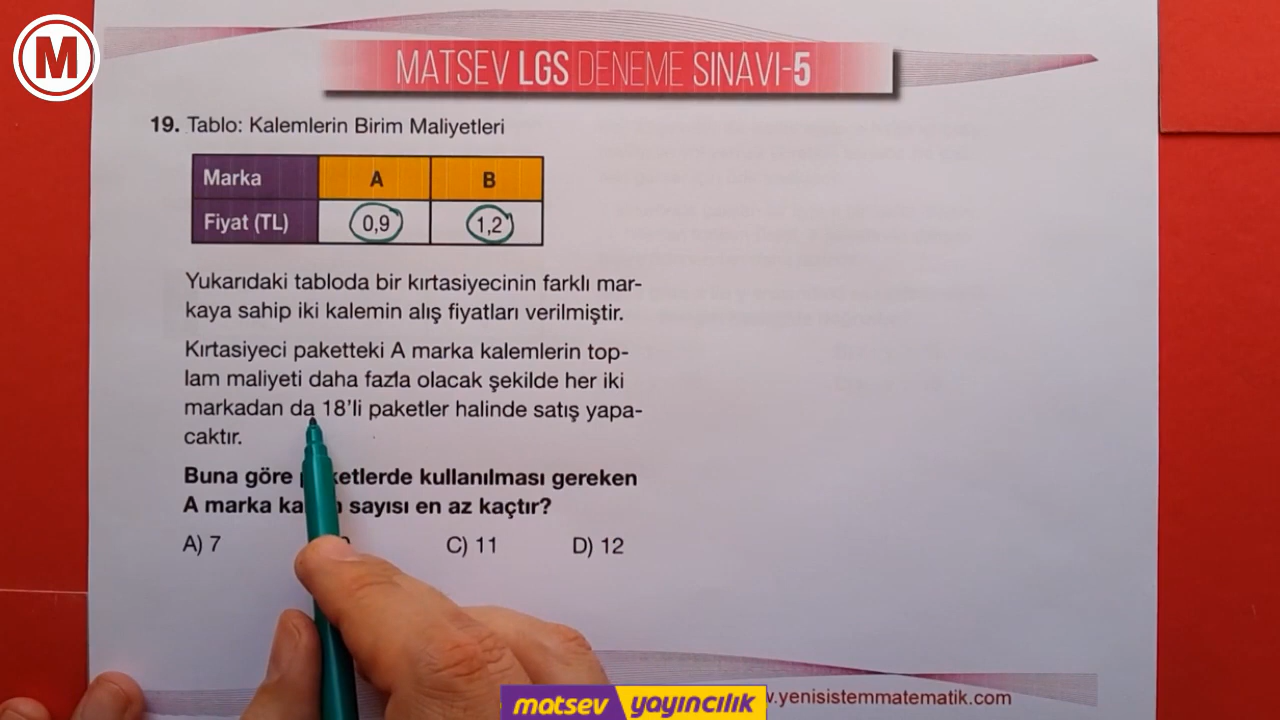 M
MATSEV LGS DENEME SINAVI-5
19. Tablo: Kalemlerin Birim Maliyetleri
Marka A B
Fiyat (TL) 0,9 1,2
Yukarıdaki tabloda bir kırtasiyecinin farklı mar-
kaya sahip iki kalemin alış fiyatları verilmiştir.
Kırtasiyeci paketteki A marka kalemlerin top-
lam maliyeti daha fazla olacak şekilde her iki
markadan da 18'li paketler halinde satış yapa-
caktır.
Buna göre kullanılması gereken
A marka sayısı en az kaçtır?
A) 7 C) 11 D) 12
matsev yayıncılık
.yenisistemmatematik.com